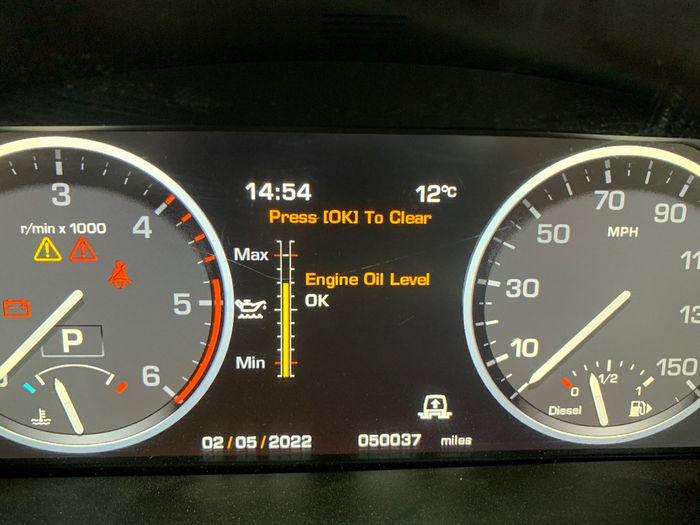 14:54
12°C
Press [OK] To Clear
3
r/min x 1000
4
5
6
P
Max
Engine Oil Level
OK
Min
70
90
MPH
50
30
10
150
0
1/2
1
Diesel
02/05/2022
050037 miles